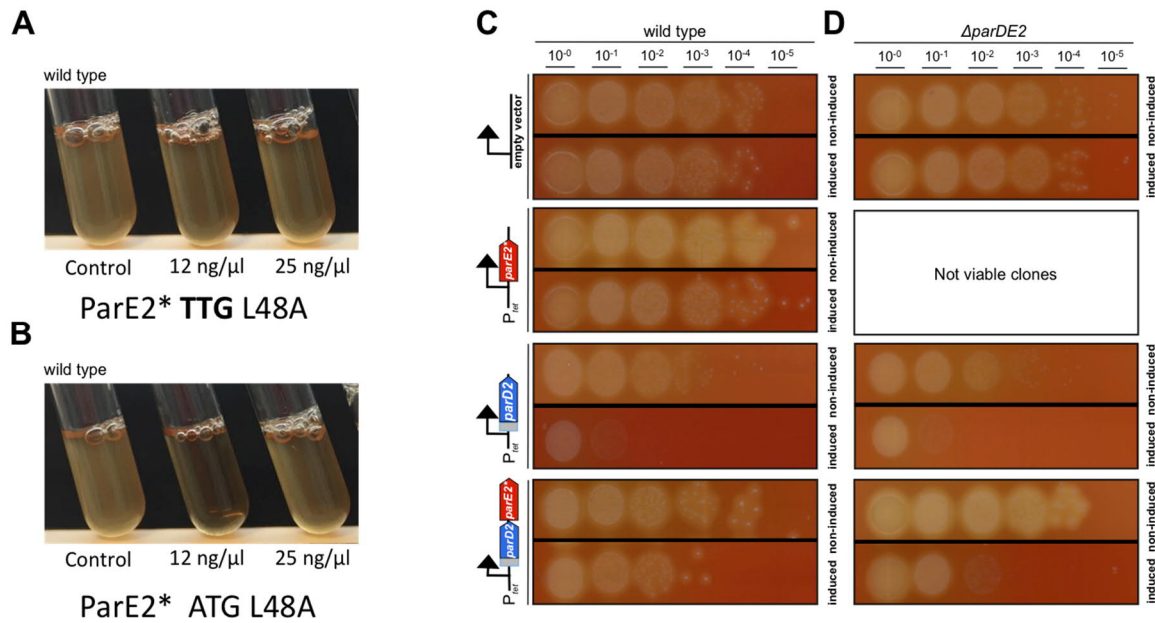 A
wild type
Control 12 ng/µl 25 ng/µl
ParE2* TTG L48A
B
wild type
Control 12 ng/µl 25 ng/µl
ParE2* ATG L48A
C
wild type
10-0 10-1 10-2 10-3 10-4 10-5
empty vector
non-induced
induced
Ptet
parE2*
non-induced
induced
Ptet
parD2
non-induced
induced
Ptet
parD2 parE2*
non-induced
induced
D
ΔparDE2
10-0 10-1 10-2 10-3 10-4 10-5
non-induced
induced
Not viable clones
non-induced
induced
non-induced
induced